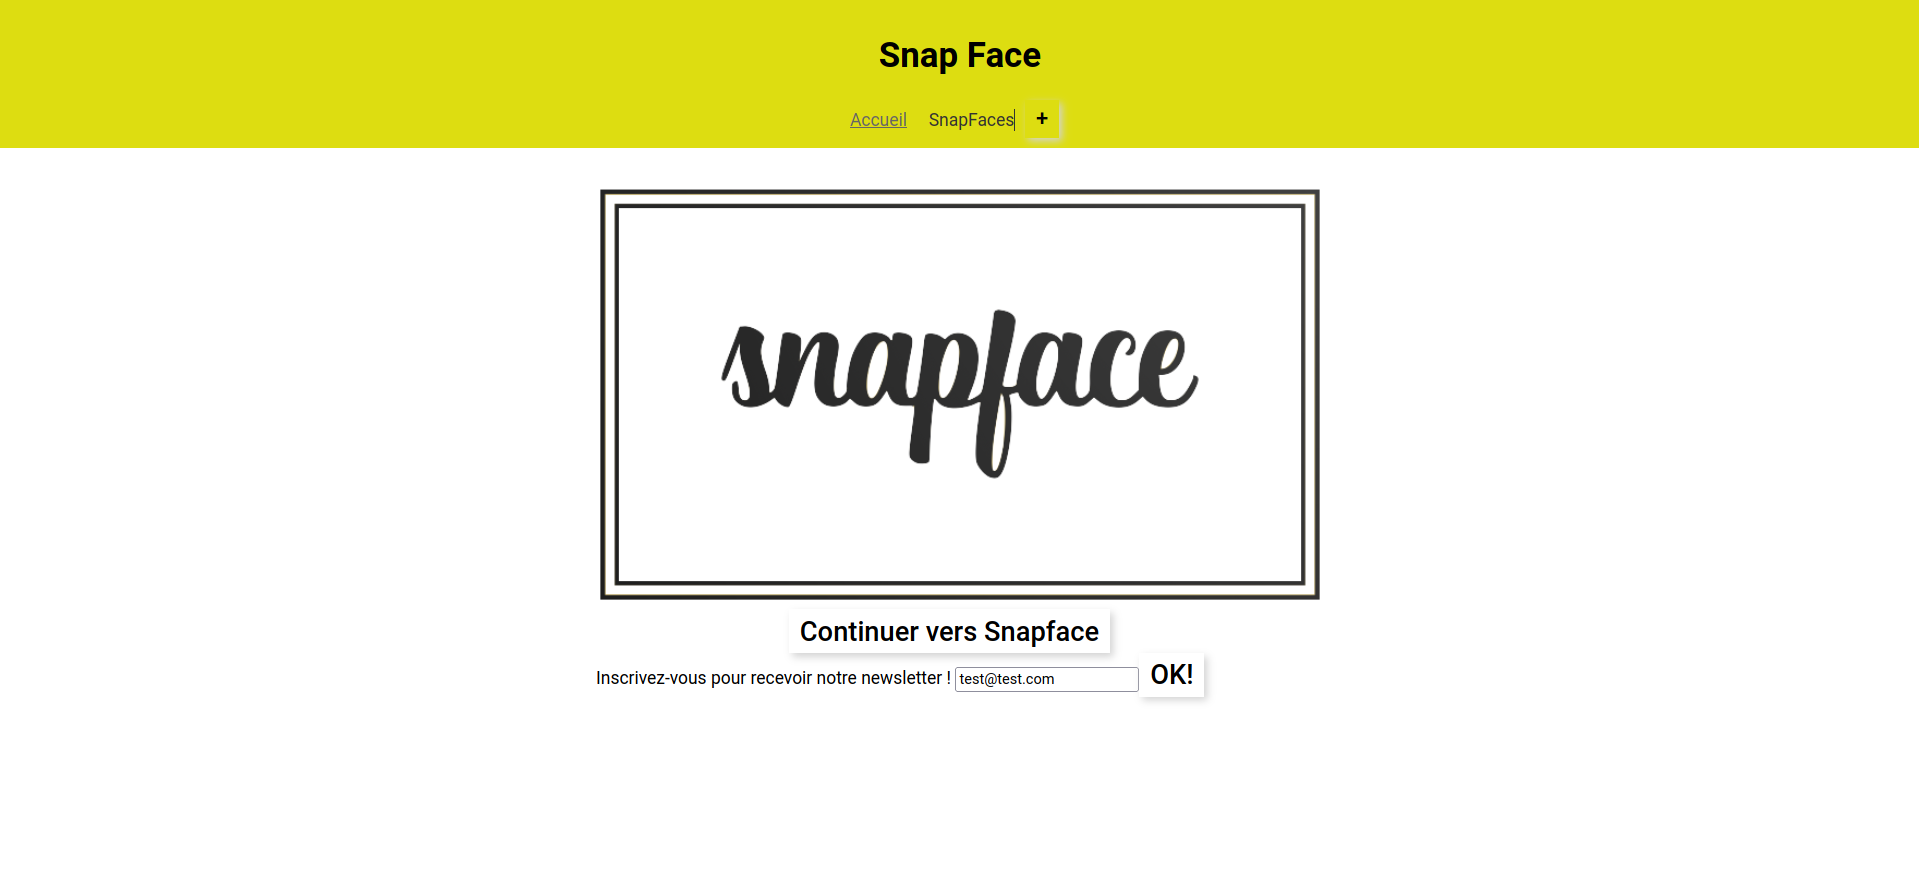 Snap Face
Accueil SnapFaces +
snapface
Continuer vers Snapface
Inscrivez-vous pour recevoir notre newsletter ! test@test.com OK!